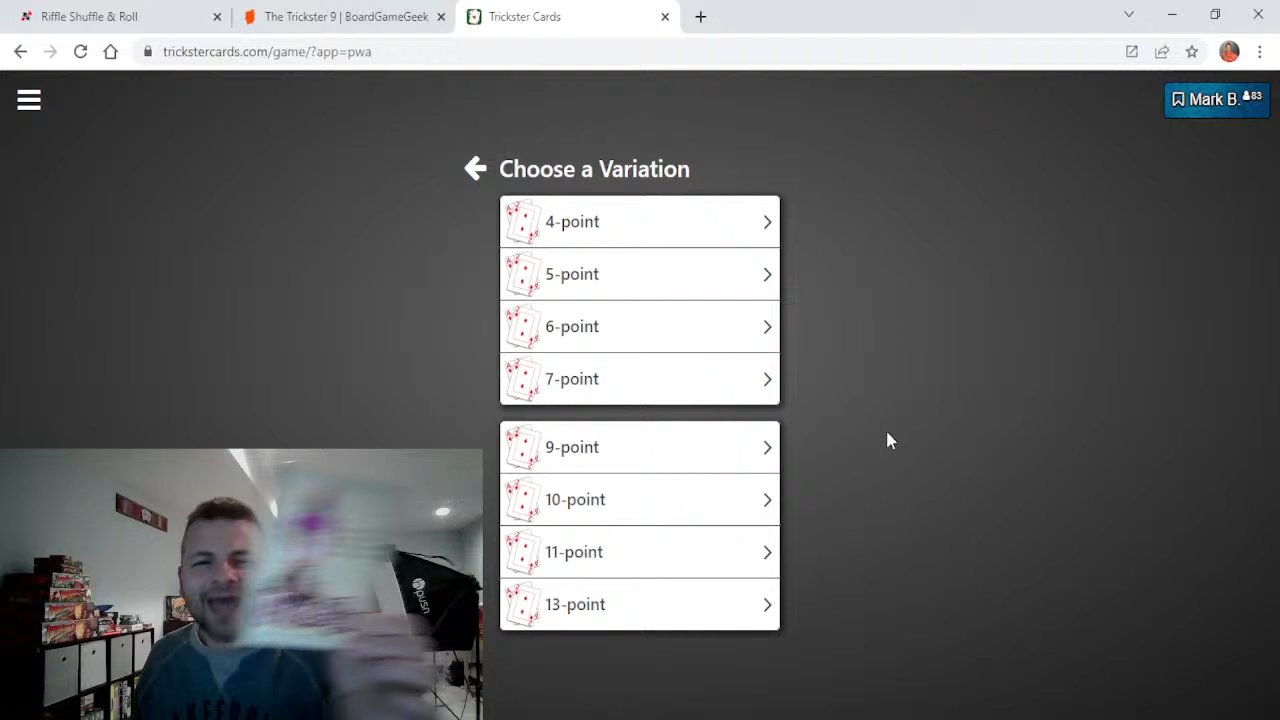 Riffle Shuffle & Roll
The Trickster 9 | BoardGameGeek
Trickster Cards
trickstercards.com/game/?app=pwa
Mark B. 83
Choose a Variation
4-point
5-point
6-point
7-point
9-point
10-point
11-point
13-point